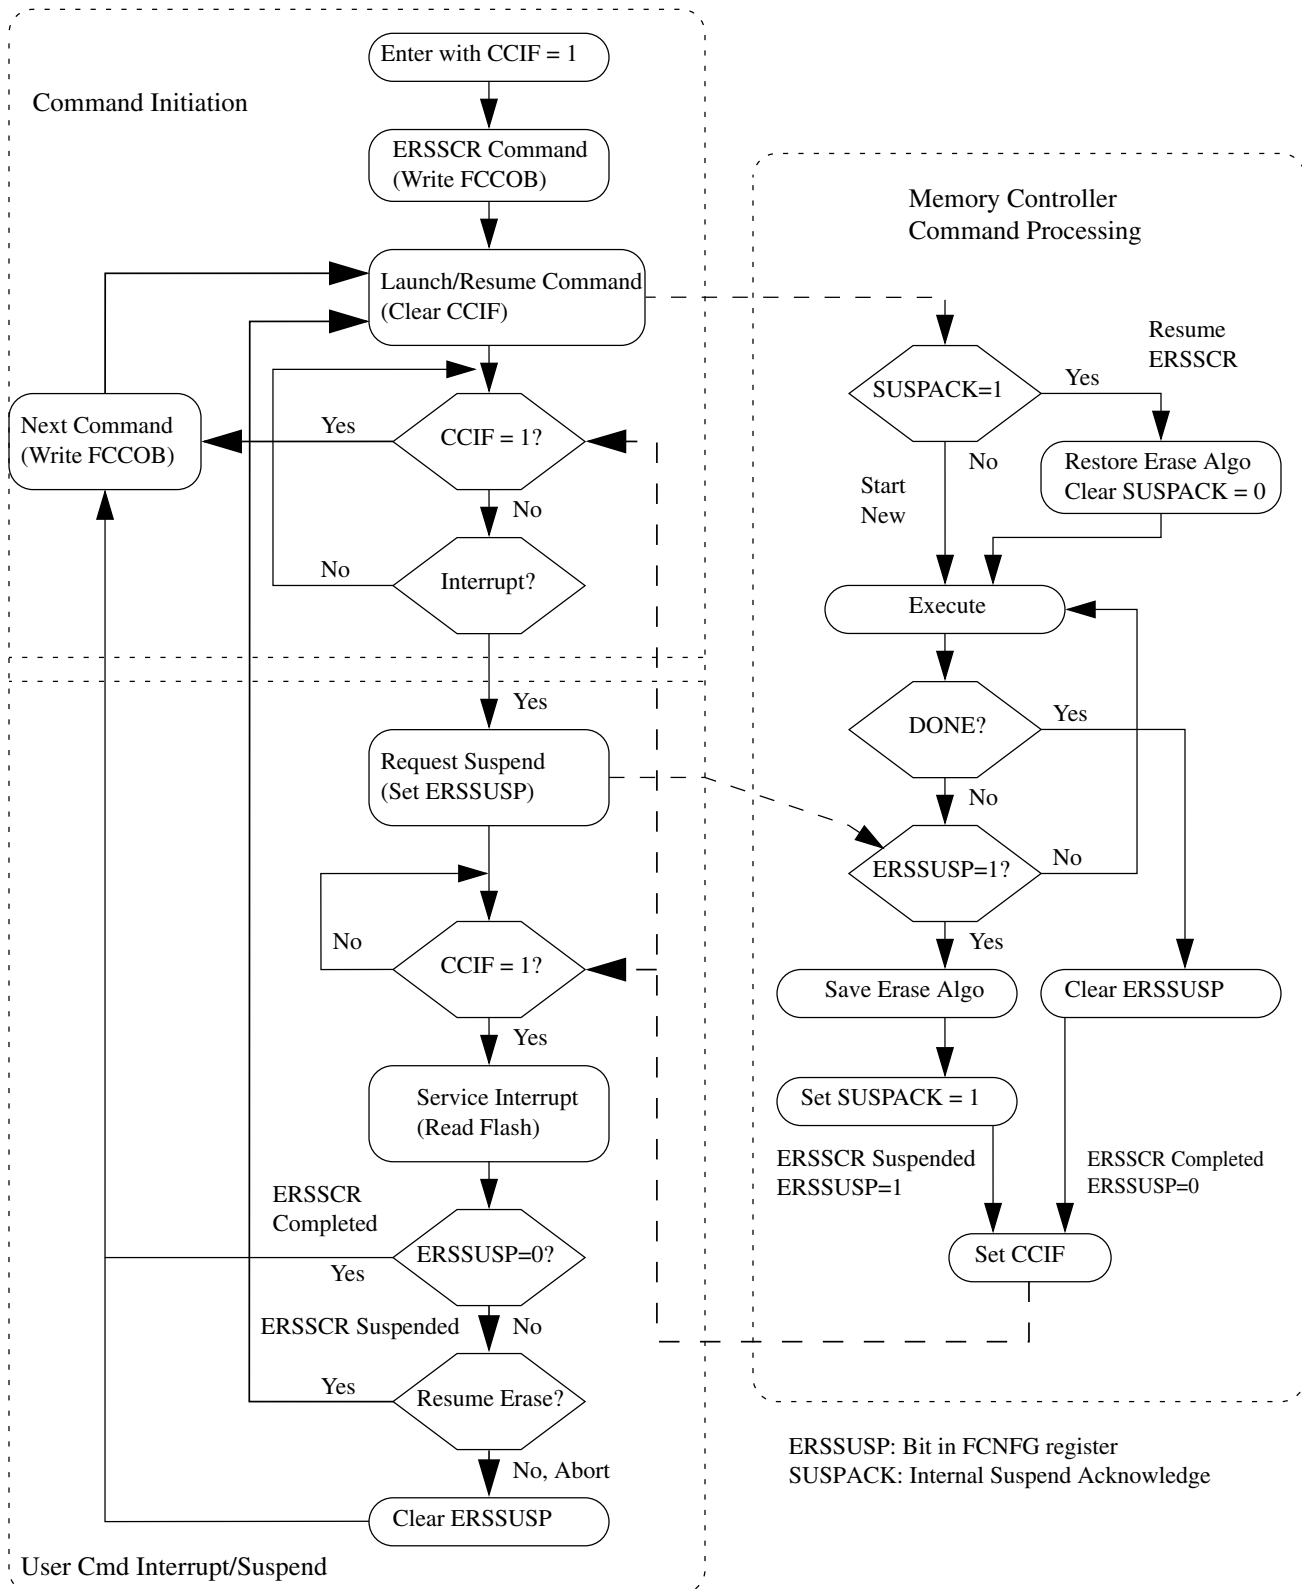 Enter with CCIF = 1
Command Initiation
ERSSCR Command
(Write FCCOB)
Launch/Resume Command
(Clear CCIF)
Next Command
(Write FCCOB)
Yes
CCIF = 1?
No
No
Interrupt?
Yes
Request Suspend
(Set ERSSUSP)
No
CCIF = 1?
Yes
Service Interrupt
(Read Flash)
ERSSCR
Completed
ERSSUSP=0?
Yes
ERSSCR Suspended
No
Yes
Resume Erase?
No, Abort
Clear ERSSUSP
User Cmd Interrupt/Suspend
Memory Controller
Command Processing
Resume
ERSSCR
SUSPACK=1
Yes
No
Restore Erase Algo
Clear SUSPACK = 0
Start
New
Execute
DONE?
Yes
No
ERSSUSP=1?
No
Yes
Save Erase Algo
Clear ERSSUSP
Set SUSPACK = 1
ERSSCR Suspended
ERSSUSP=1
ERSSCR Completed
ERSSUSP=0
Set CCIF
ERSSUSP: Bit in FCNFG register
SUSPACK: Internal Suspend Acknowledge